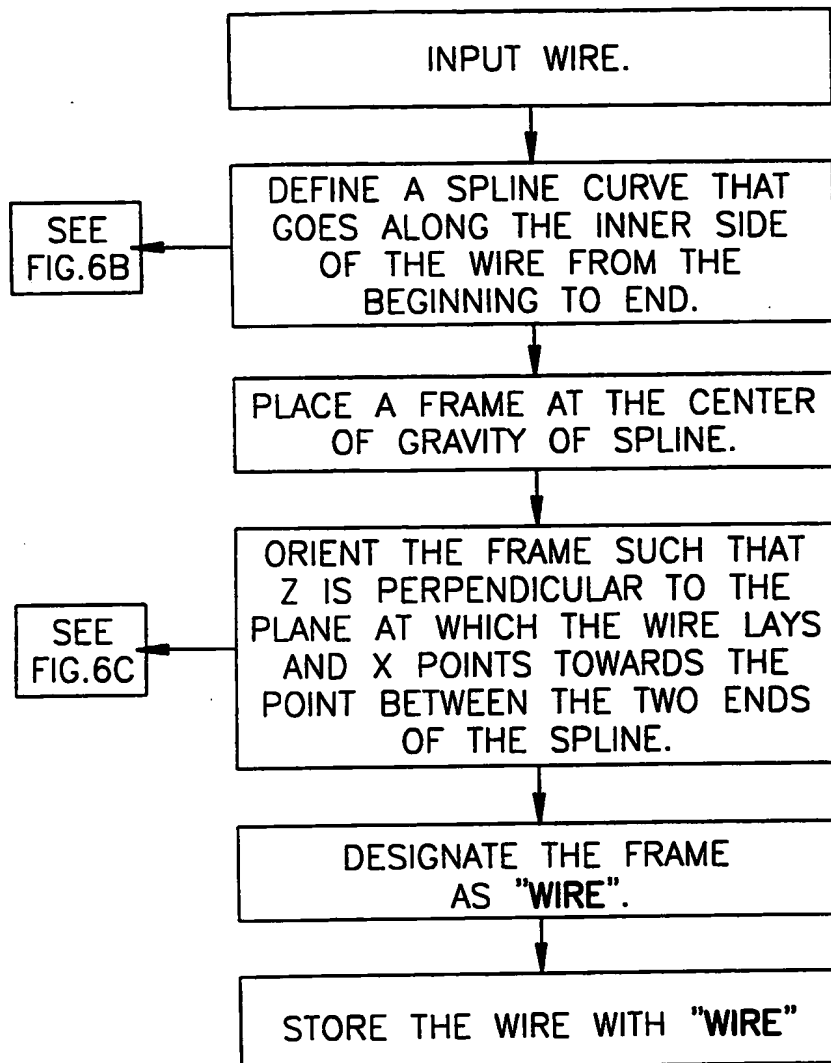 INPUT WIRE.
DEFINE A SPLINE CURVE THAT
GOES ALONG THE INNER SIDE
OF THE WIRE FROM THE
BEGINNING TO END.
SEE
FIG.6B
PLACE A FRAME AT THE CENTER
OF GRAVITY OF SPLINE.
ORIENT THE FRAME SUCH THAT
Z IS PERPENDICULAR TO THE
PLANE AT WHICH THE WIRE LAYS
AND X POINTS TOWARDS THE
POINT BETWEEN THE TWO ENDS
OF THE SPLINE.
SEE
FIG.6C
DESIGNATE THE FRAME
AS "WIRE".
STORE THE WIRE WITH "WIRE"